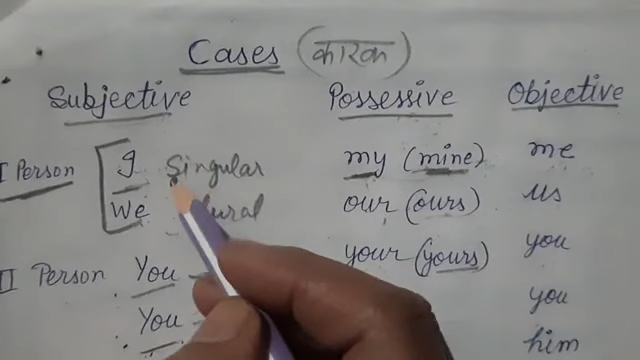 Cases (कारक)
Subjective Possessive Objective
I Person I Singular my (mine) me
We our (ours) us
II Person You your (yours) you
You you
him